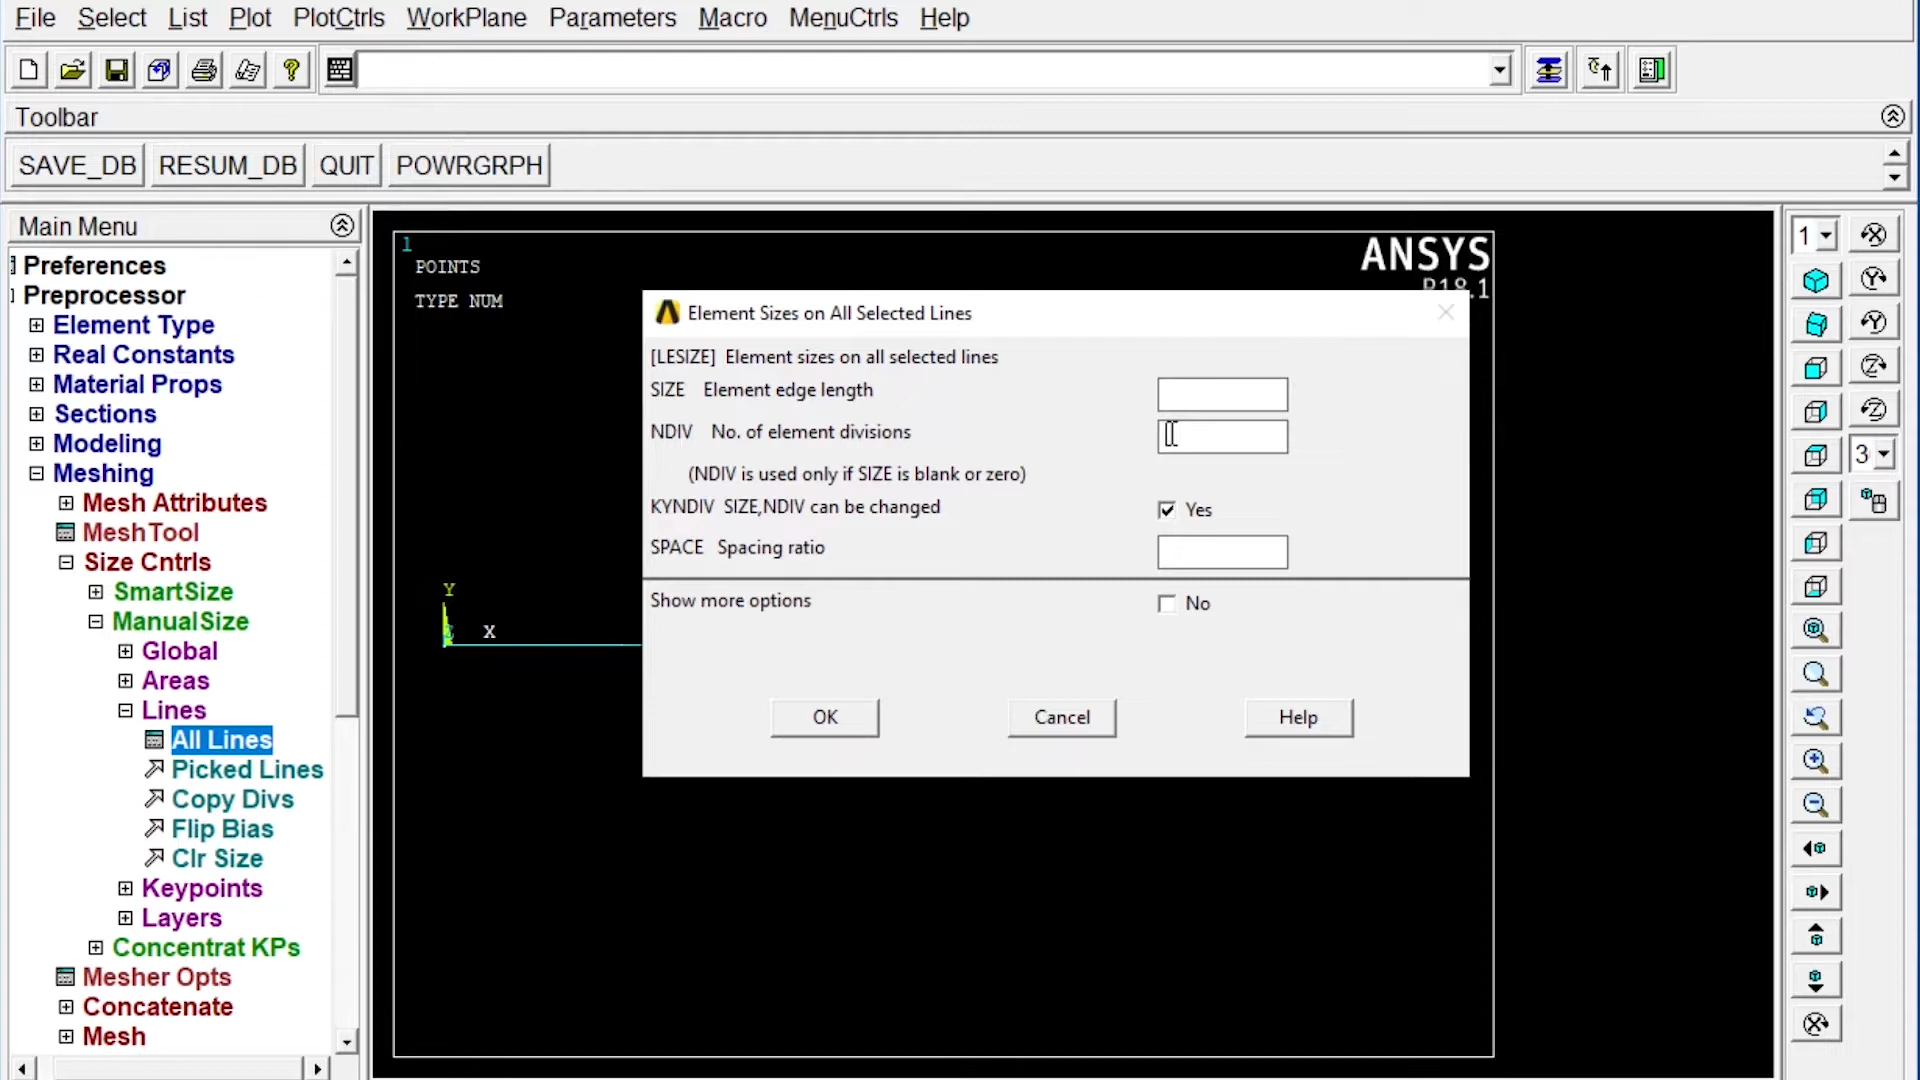 File Select List Plot PlotCtrls WorkPlane Parameters Macro MenuCtrls Help
Toolbar
SAVE_DB RESUM_DB QUIT POWRGRPH
Main Menu
Preferences
Preprocessor
Element Type
Real Constants
Material Props
Sections
Modeling
Meshing
Mesh Attributes
MeshTool
Size Cntrls
SmartSize
ManualSize
Global
Areas
Lines
All Lines
Picked Lines
Copy Divs
Flip Bias
Clr Size
Keypoints
Layers
Concentrat KPs
Mesher Opts
Concatenate
Mesh
1
POINTS
TYPE NUM
ANSYS
R18.1
Y
X
Element Sizes on All Selected Lines
[LESIZE] Element sizes on all selected lines
SIZE Element edge length
NDIV No. of element divisions
(NDIV is used only if SIZE is blank or zero)
KYNDIV SIZE,NDIV can be changed
Yes
SPACE Spacing ratio
Show more options
No
OK Cancel Help
1
3